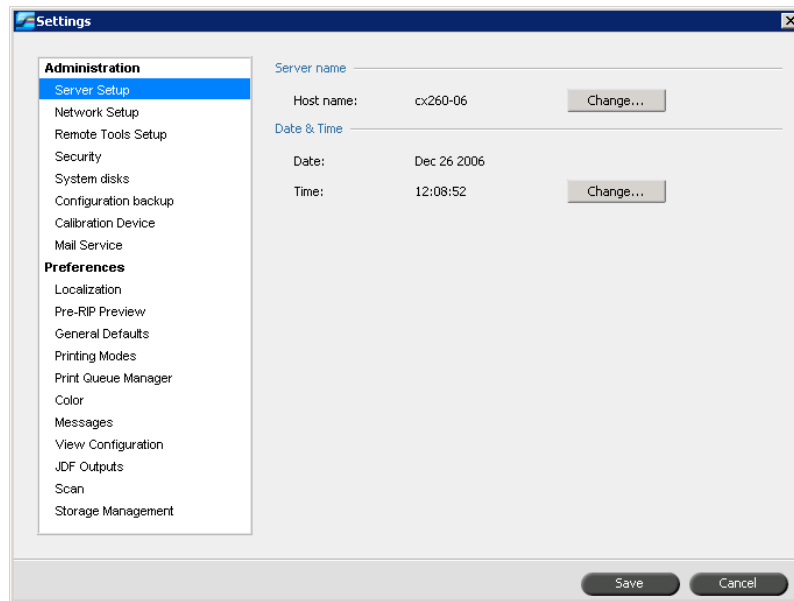 Settings
Administration
Server Setup
Network Setup
Remote Tools Setup
Security
System disks
Configuration backup
Calibration Device
Mail Service
Preferences
Localization
Pre-RIP Preview
General Defaults
Printing Modes
Print Queue Manager
Color
Messages
View Configuration
JDF Outputs
Scan
Storage Management
Server name
Host name: cx260-06 Change...
Date & Time
Date: Dec 26 2006
Time: 12:08:52 Change...
Save Cancel